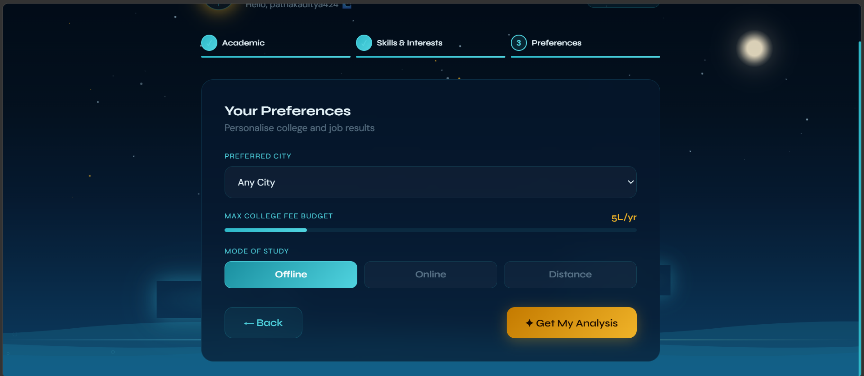 Hello, pathakaditya424
Academic
Skills & Interests
3 Preferences
Your Preferences
Personalise college and job results
PREFERRED CITY
Any City
MAX COLLEGE FEE BUDGET
5L/yr
MODE OF STUDY
Offline
Online
Distance
← Back
✦ Get My Analysis